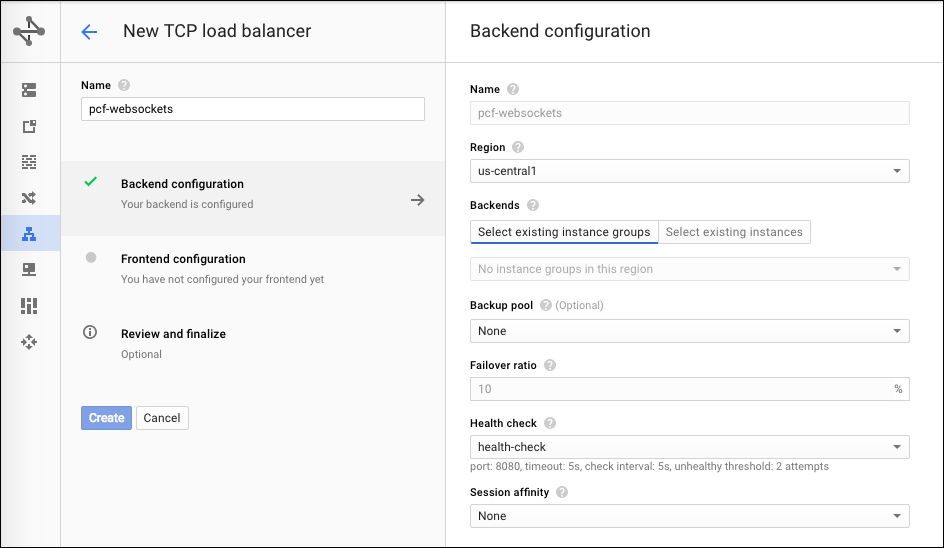 New TCP load balancer
Name
pcf-websockets
Backend configuration
Your backend is configured
Frontend configuration
You have not configured your frontend yet
Review and finalize
Optional
Create Cancel
Backend configuration
Name
pcf-websockets
Region
us-central1
Backends
Select existing instance groups Select existing instances
No instance groups in this region
Backup pool (Optional)
None
Failover ratio
10 %
Health check
health-check
port: 8080, timeout: 5s, check interval: 5s, unhealthy threshold: 2 attempts
Session affinity
None